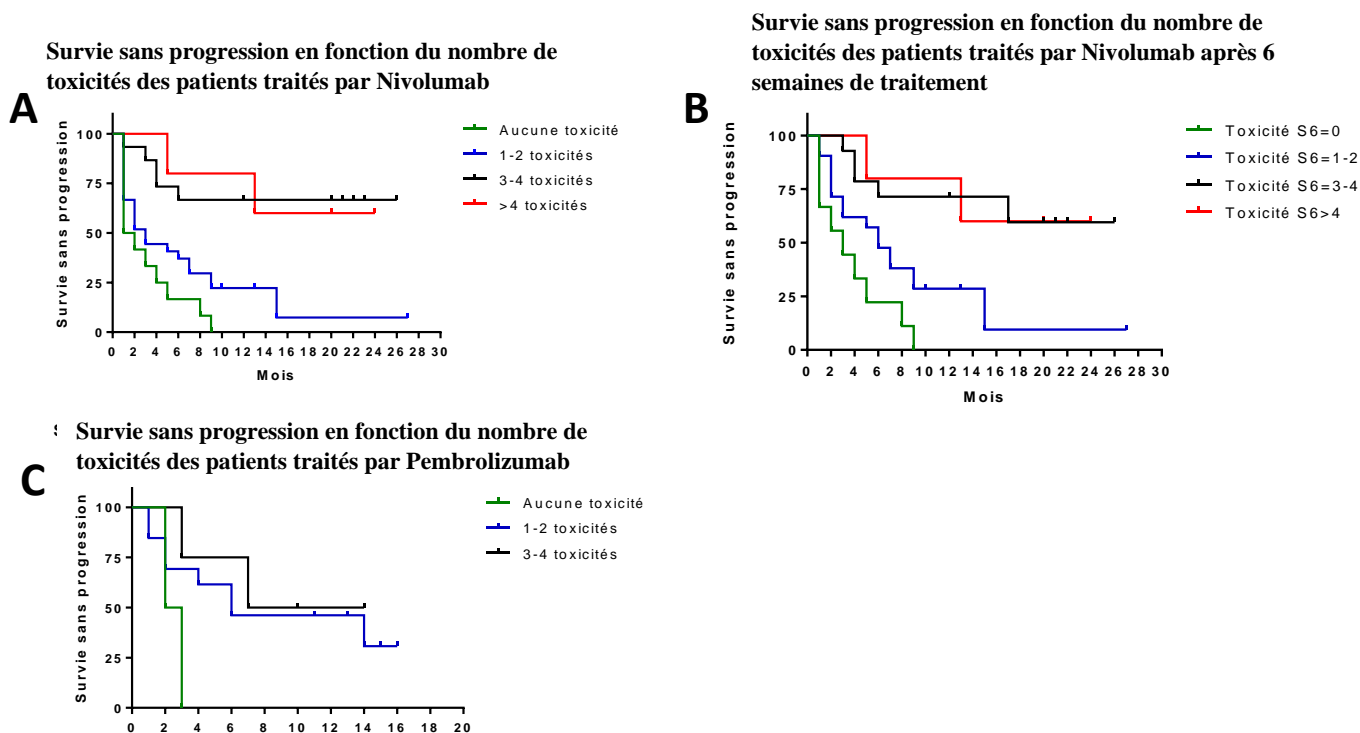 Survie sans progression en fonction du nombre de
toxicités des patients traités par Nivolumab
A
Survie sans progression
100
75
50
25
0
0 2 4 6 8 10 12 14 16 18 20 22 24 26 28 30
Mois
Aucune toxicité
1-2 toxicités
3-4 toxicités
>4 toxicités
Survie sans progression en fonction du nombre de
toxicités des patients traités par Nivolumab après 6
semaines de traitement
B
Survie sans progression
100
75
50
25
0
0 2 4 6 8 10 12 14 16 18 20 22 24 26 28 30
Mois
Toxicité S6=0
Toxicité S6=1-2
Toxicité S6=3-4
Toxicité S6>4
Survie sans progression en fonction du nombre de
toxicités des patients traités par Pembrolizumab
C
Survie sans progression
100
75
50
25
0
0 2 4 6 8 10 12 14 16 18 20
Aucune toxicité
1-2 toxicités
3-4 toxicités